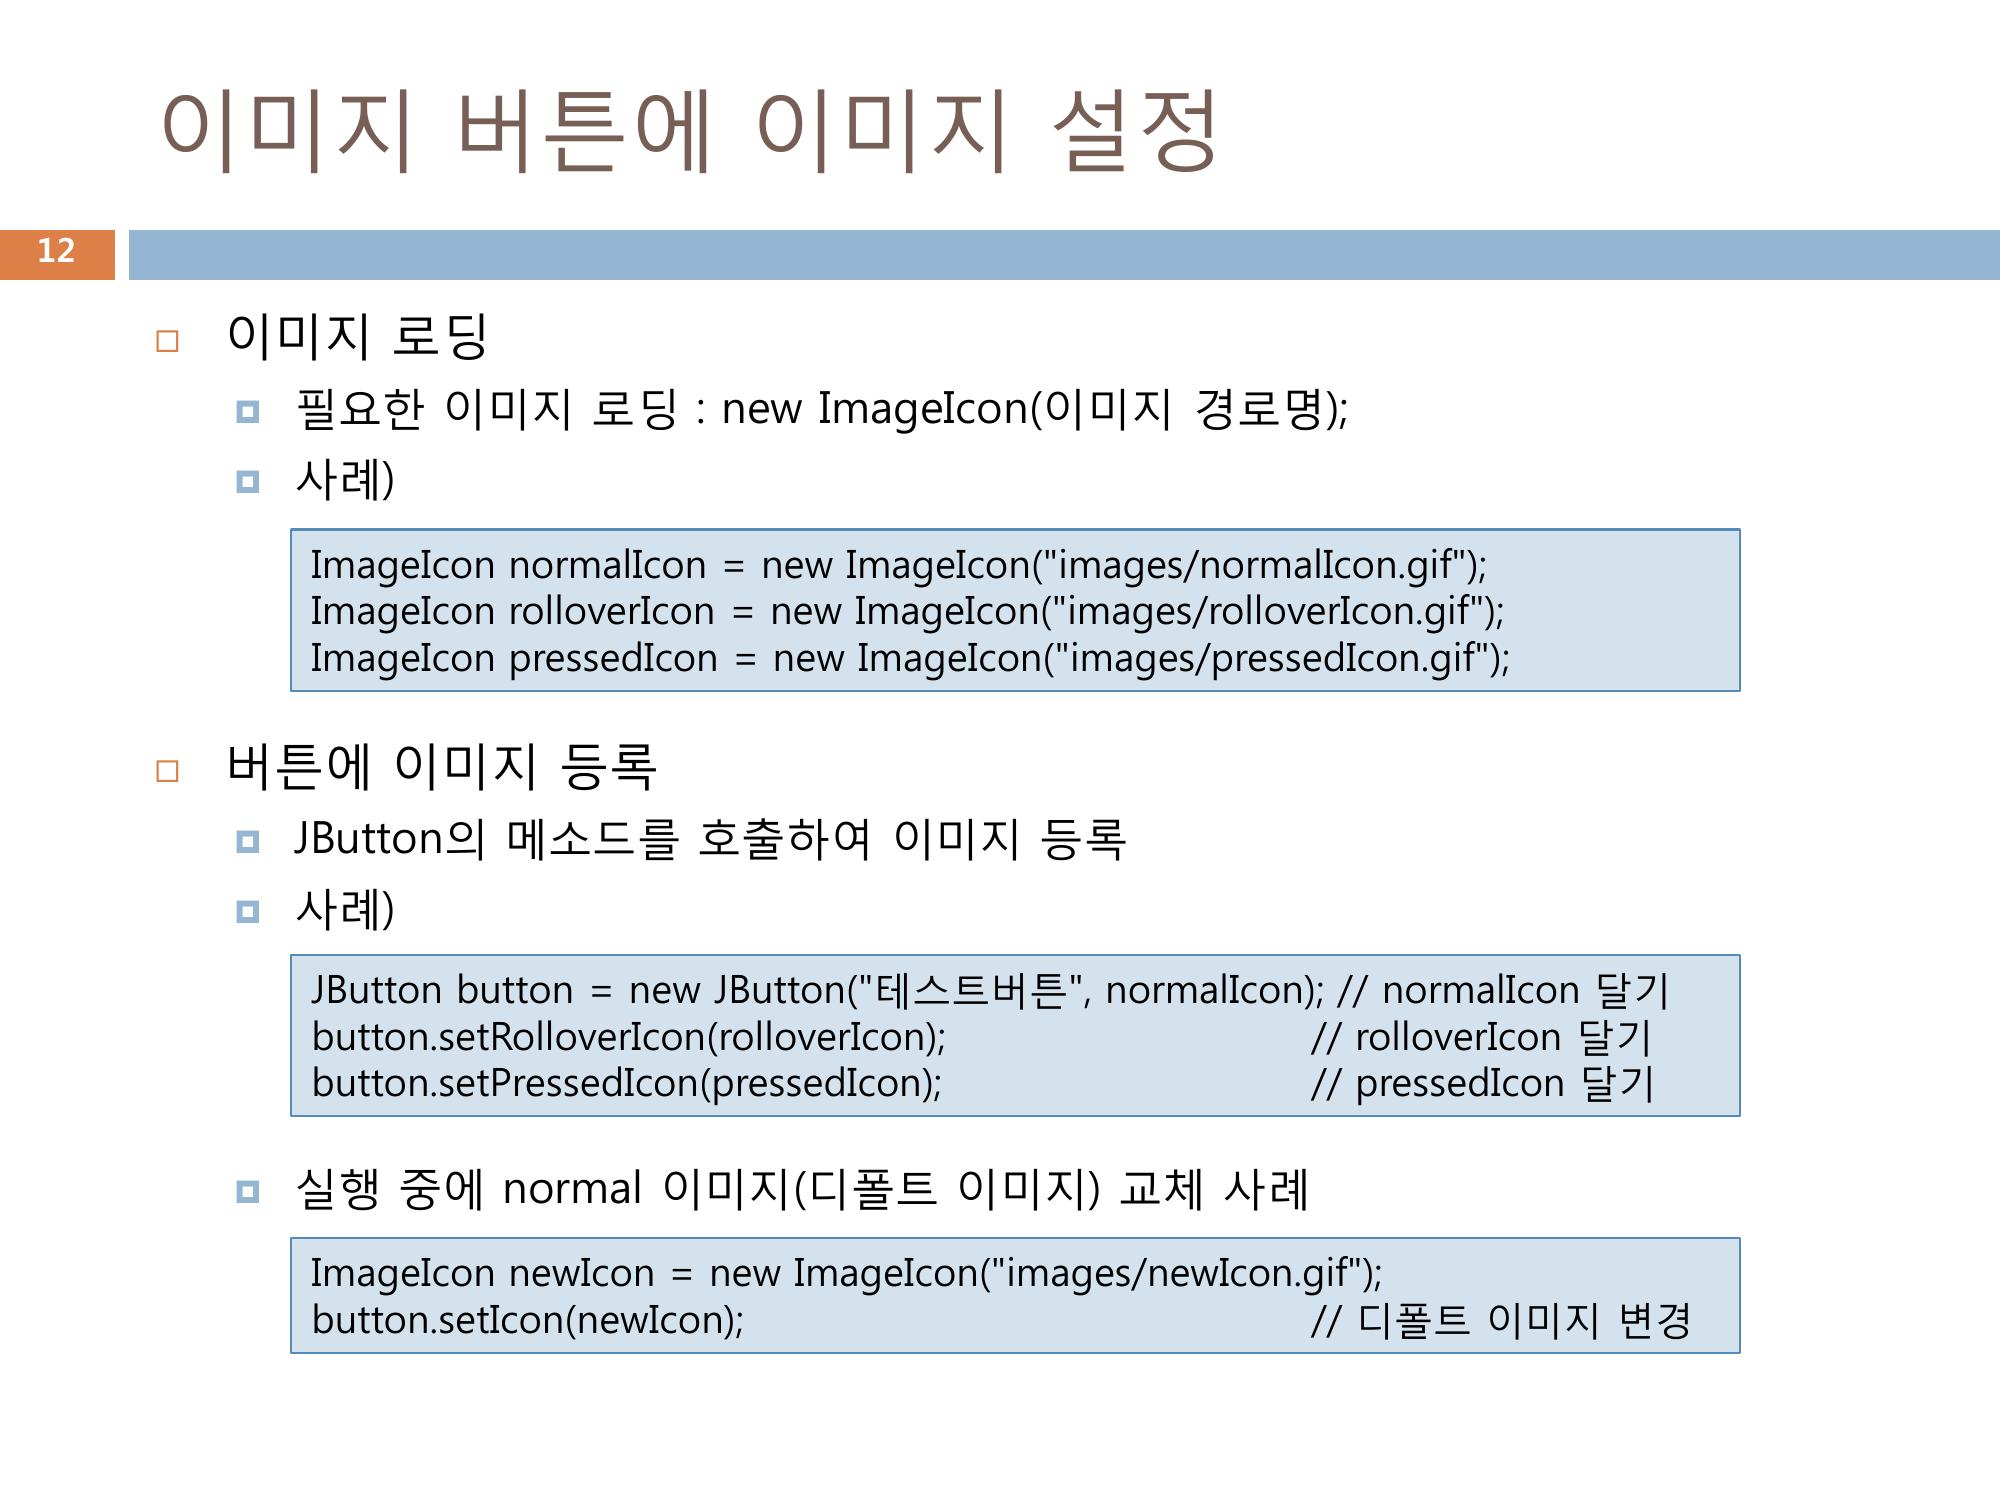 이미지 버튼에 이미지 설정
12
이미지 로딩
필요한 이미지 로딩 : new ImageIcon(이미지 경로명);
사례)
ImageIcon normalIcon = new ImageIcon("images/normalIcon.gif");
ImageIcon rolloverIcon = new ImageIcon("images/rolloverIcon.gif");
ImageIcon pressedIcon = new ImageIcon("images/pressedIcon.gif");
버튼에 이미지 등록
JButton의 메소드를 호출하여 이미지 등록
사례)
JButton button = new JButton("테스트버튼", normalIcon); // normalIcon 달기
button.setRolloverIcon(rolloverIcon); // rolloverIcon 달기
button.setPressedIcon(pressedIcon); // pressedIcon 달기
실행 중에 normal 이미지(디폴트 이미지) 교체 사례
ImageIcon newIcon = new ImageIcon("images/newIcon.gif");
button.setIcon(newIcon); // 디폴트 이미지 변경